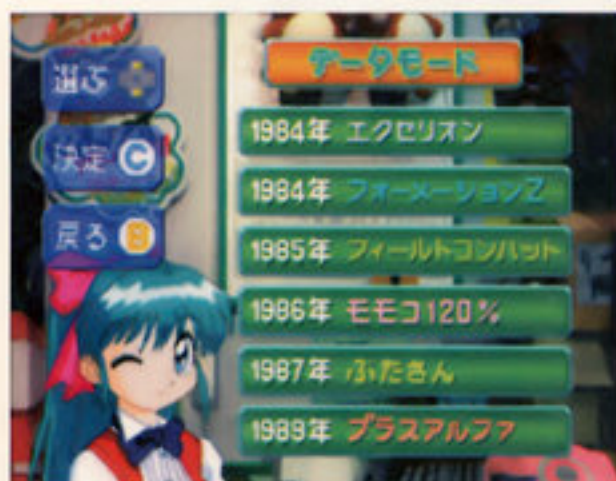 データモード
選ぶ
決定 C
戻る B
1984年 エクセリオン
1984年 フォーメーションZ
1985年 フィールドコンバット
1986年 モモコ120%
1987年 ぶたさん
1989年 プラスアルファ